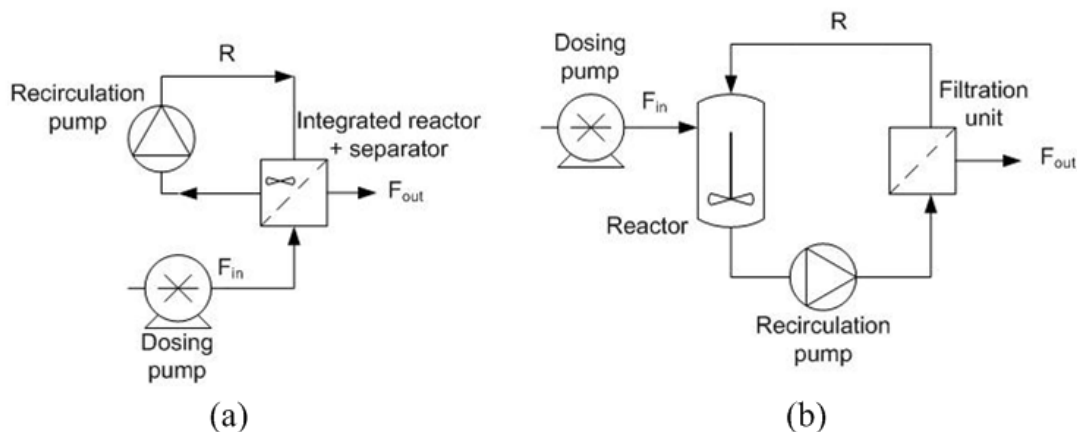 R
Recirculation
pump
Integrated reactor
+ separator
Fout
Fin
Dosing
pump
(a)
R
Dosing
pump
Fin
Filtration
unit
Fout
Reactor
Recirculation
pump
(b)